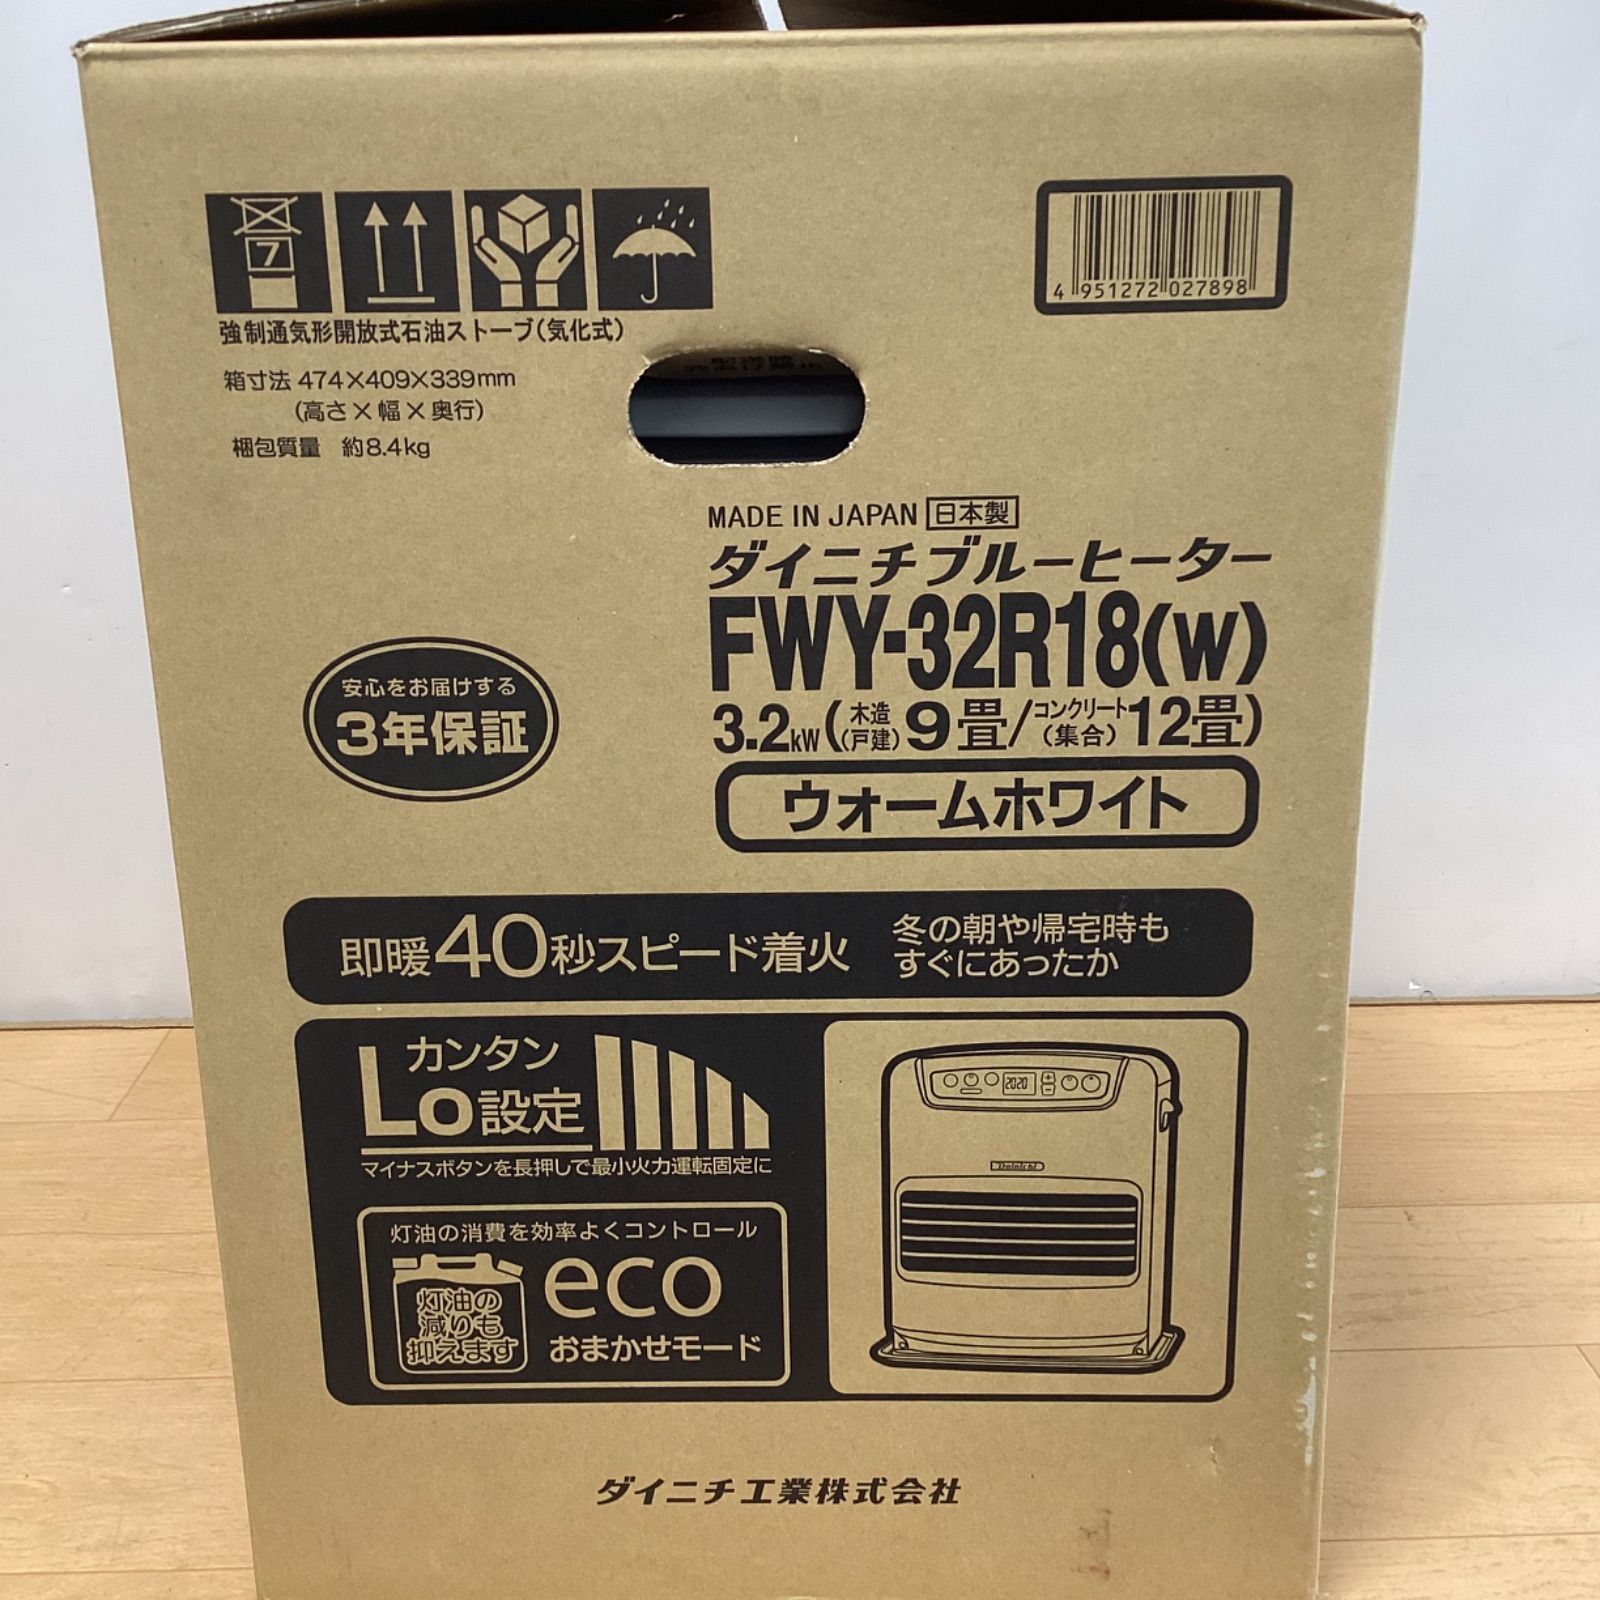 7
4 951272 027898
強制通気形開放式石油ストーブ(気化式)
箱寸法 474×409×339mm
(高さ×幅×奥行)
梱包質量 約8.4kg
MADE IN JAPAN 日本製
ダイニチブルーヒーター
FWY-32R18(W)
3.2kW(木造(戸建)9畳/コンクリート(集合)12畳)
ウォームホワイト
安心をお届けする
3年保証
即暖40秒スピード着火
冬の朝や帰宅時も
すぐにあったか
カンタン
Lo設定
マイナスボタンを長押しで最小火力運転固定に
灯油の消費を効率よくコントロール
灯油の
減りも
抑えます
eco
おまかせモード
2020
Dainichi
ダイニチ工業株式会社